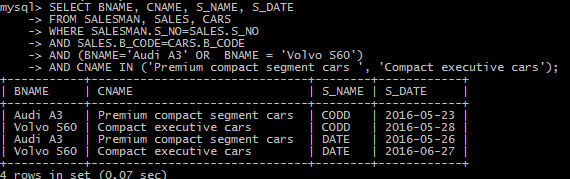 mysql> SELECT BNAME, CNAME, S_NAME, S_DATE
    -> FROM SALESMAN, SALES, CARS
    -> WHERE SALESMAN.S_NO=SALES.S_NO
    -> AND SALES.B_CODE=CARS.B_CODE
    -> AND (BNAME='Audi A3' OR  BNAME = 'Volvo S60')
    -> AND CNAME IN ('Premium compact segment cars ', 'Compact executive cars');
+-----------+------------------------------+--------+------------+
| BNAME     | CNAME                        | S_NAME | S_DATE     |
+-----------+------------------------------+--------+------------+
| Audi A3   | Premium compact segment cars | CODD   | 2016-05-23 |
| Volvo S60 | Compact executive cars       | CODD   | 2016-05-28 |
| Audi A3   | Premium compact segment cars | DATE   | 2016-05-26 |
| Volvo S60 | Compact executive cars       | DATE   | 2016-06-27 |
+-----------+------------------------------+--------+------------+
4 rows in set (0.07 sec)